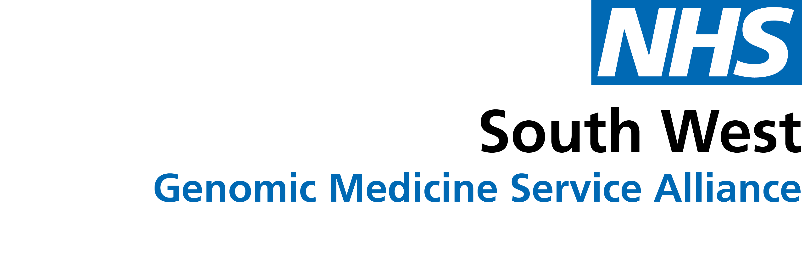 NHS
South West
Genomic Medicine Service Alliance